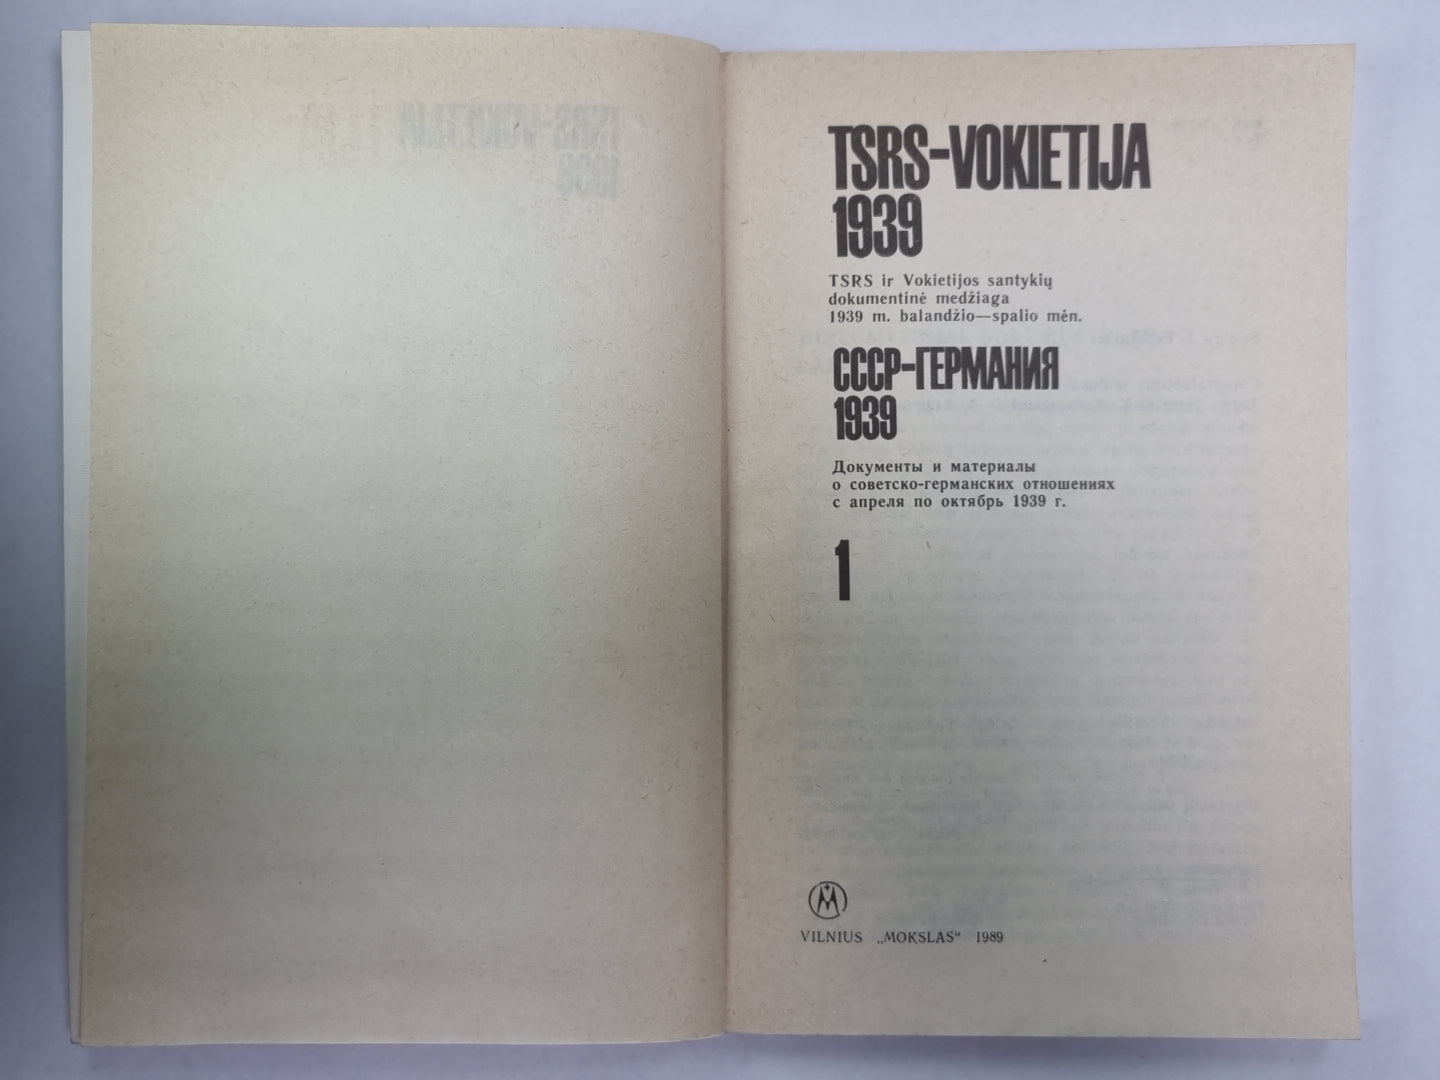 TSRS-VOKIETIJA
1939
TSRS ir Vokietijos santykių
dokumentinė medžiaga
1939 m. balandžio—spalio mėn.
СССР-ГЕРМАНИЯ
1939
Документы и материалы
о советско-германских отношениях
с апреля по октябрь 1939 г.
1
M
VILNIUS „MOKSLAS“ 1989